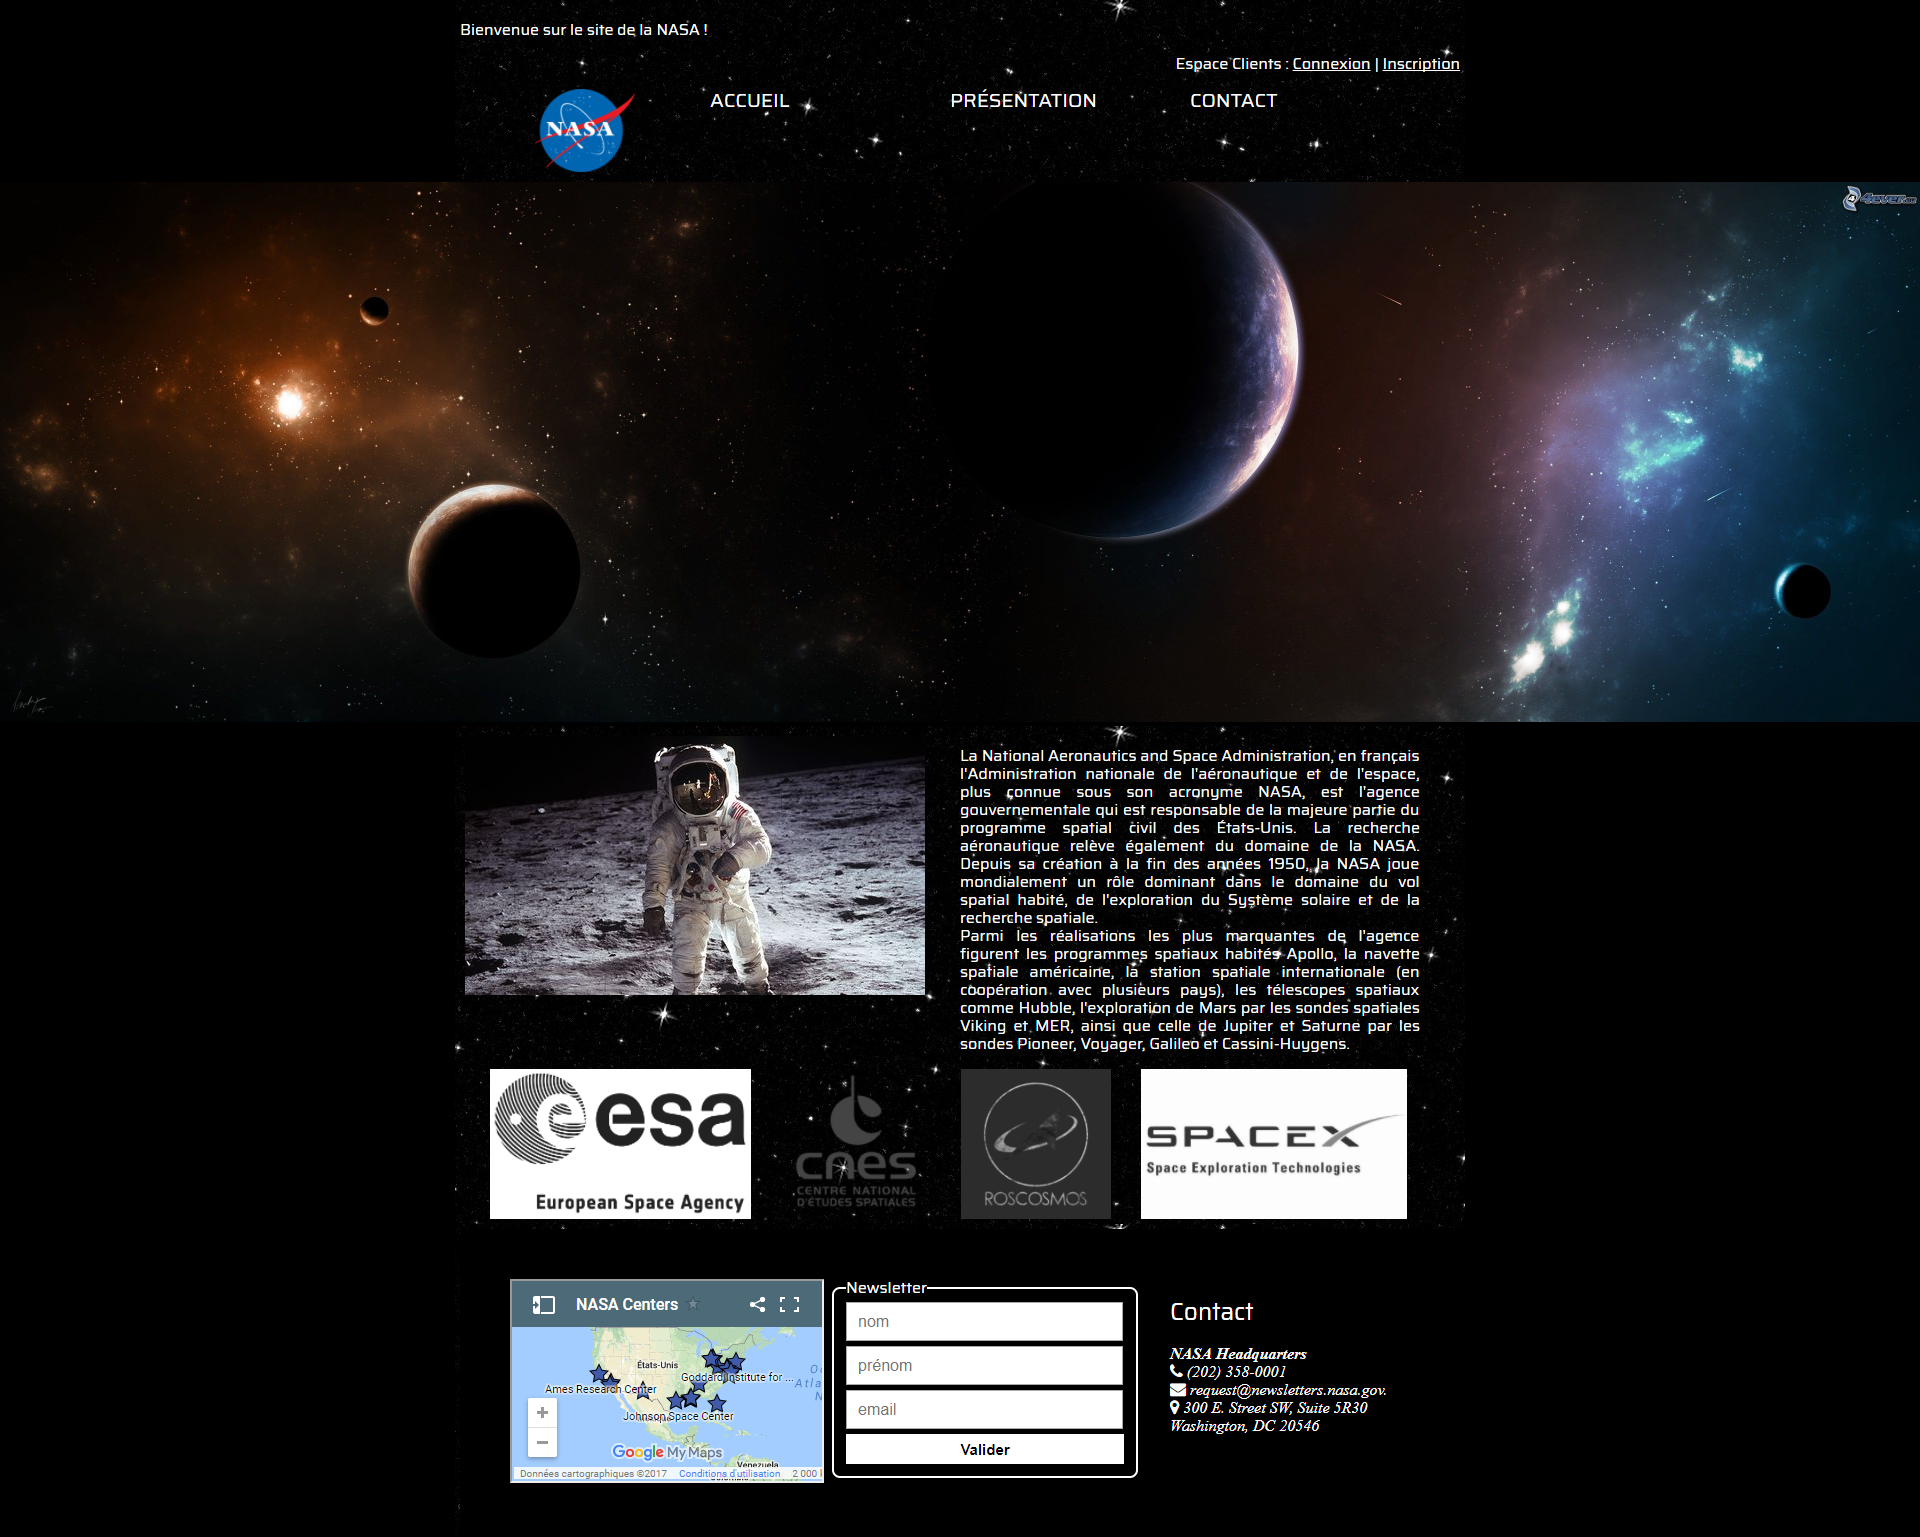 Bienvenue sur le site de la NASA !
Espace Clients : Connexion | Inscription
NASA
ACCUEIL
PRÉSENTATION
CONTACT
4ever.eu
La National Aeronautics and Space Administration, en français
l'Administration nationale de l'aéronautique et de l'espace,
plus connue sous son acronyme NASA, est l'agence
gouvernementale qui est responsable de la majeure partie du
programme spatial civil des États-Unis. La recherche
aéronautique relève également du domaine de la NASA.
Depuis sa création à la fin des années 1950, la NASA joue
mondialement un rôle dominant dans le domaine du vol
spatial habité, de l'exploration du Système solaire et de la
recherche spatiale.
Parmi les réalisations les plus marquantes de l'agence
figurent les programmes spatiaux habités Apollo, la navette
spatiale américaine, la station spatiale internationale (en
coopération avec plusieurs pays), les télescopes spatiaux
comme Hubble, l'exploration de Mars par les sondes spatiales
Viking et MER, ainsi que celle de Jupiter et Saturne par les
sondes Pioneer, Voyager, Galileo et Cassini-Huygens.
esa
European Space Agency
cnes
CENTRE NATIONAL
D'ÉTUDES SPATIALES
ROSCOSMOS
SPACEX
Space Exploration Technologies
NASA Centers
États-Unis
Goddard Institute for ...
Ames Research Center
Johnson Space Center
Google My Maps
Venezuela
Données cartographiques ©2017
Conditions d'utilisation
2 000
Newsletter
nom
prénom
email
Valider
Contact
NASA Headquarters
(202) 358-0001
request@newsletters.nasa.gov.
300 E. Street SW, Suite 5R30
Washington, DC 20546